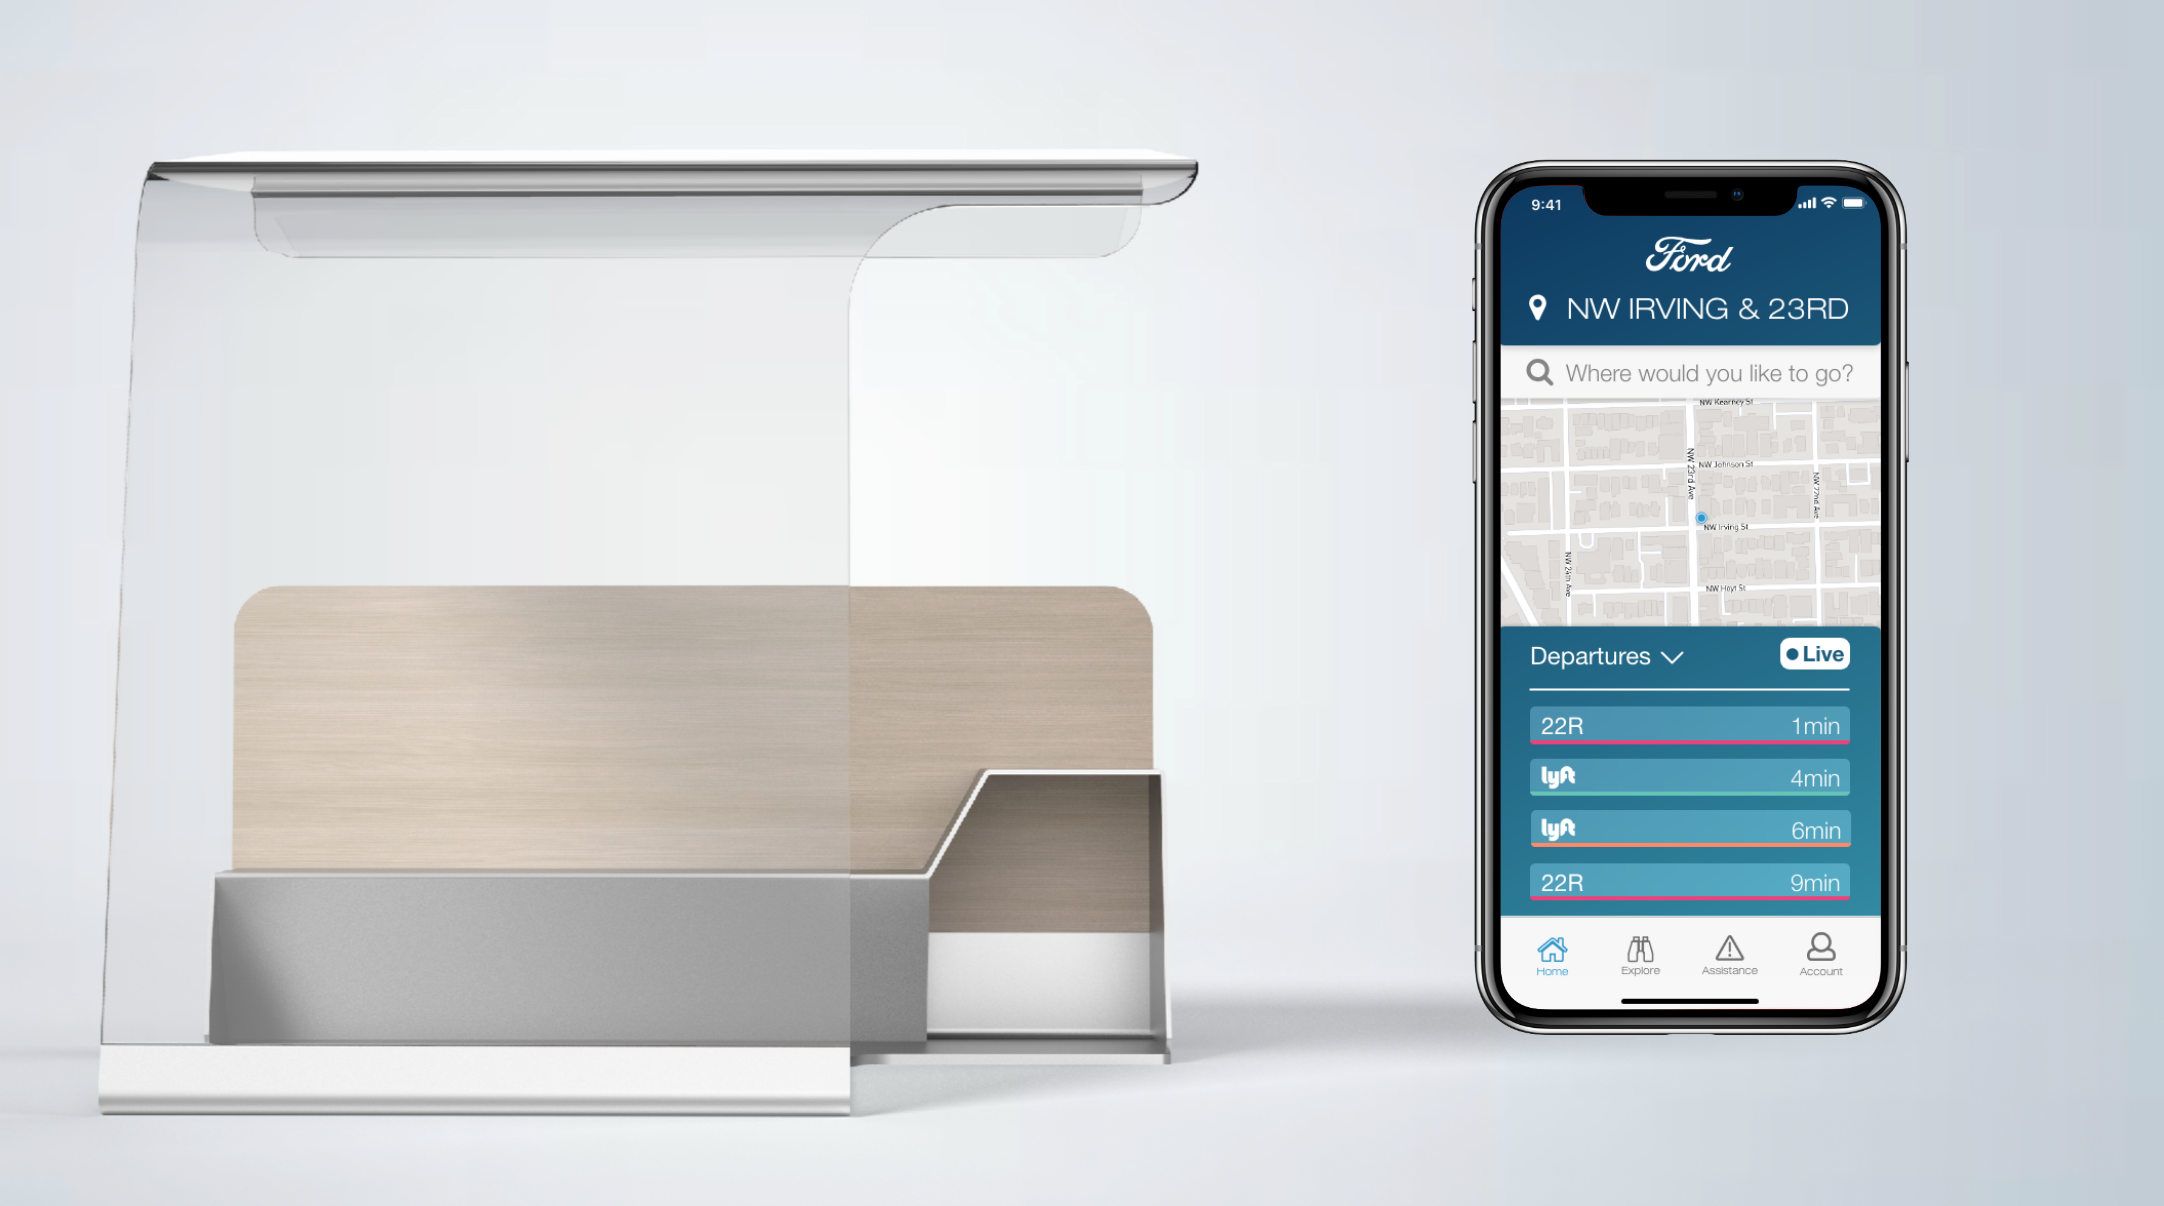 9:41
Ford
NW IRVING & 23RD
Where would you like to go?
NW Kearney St
NW 23rd Ave
NW Johnson St
NW 22nd Ave
NW Irving St
NW 24th Ave
NW Hoyt St
Departures
Live
22R 1min
lyft 4min
lyft 6min
22R 9min
Home Explore Assistance Account